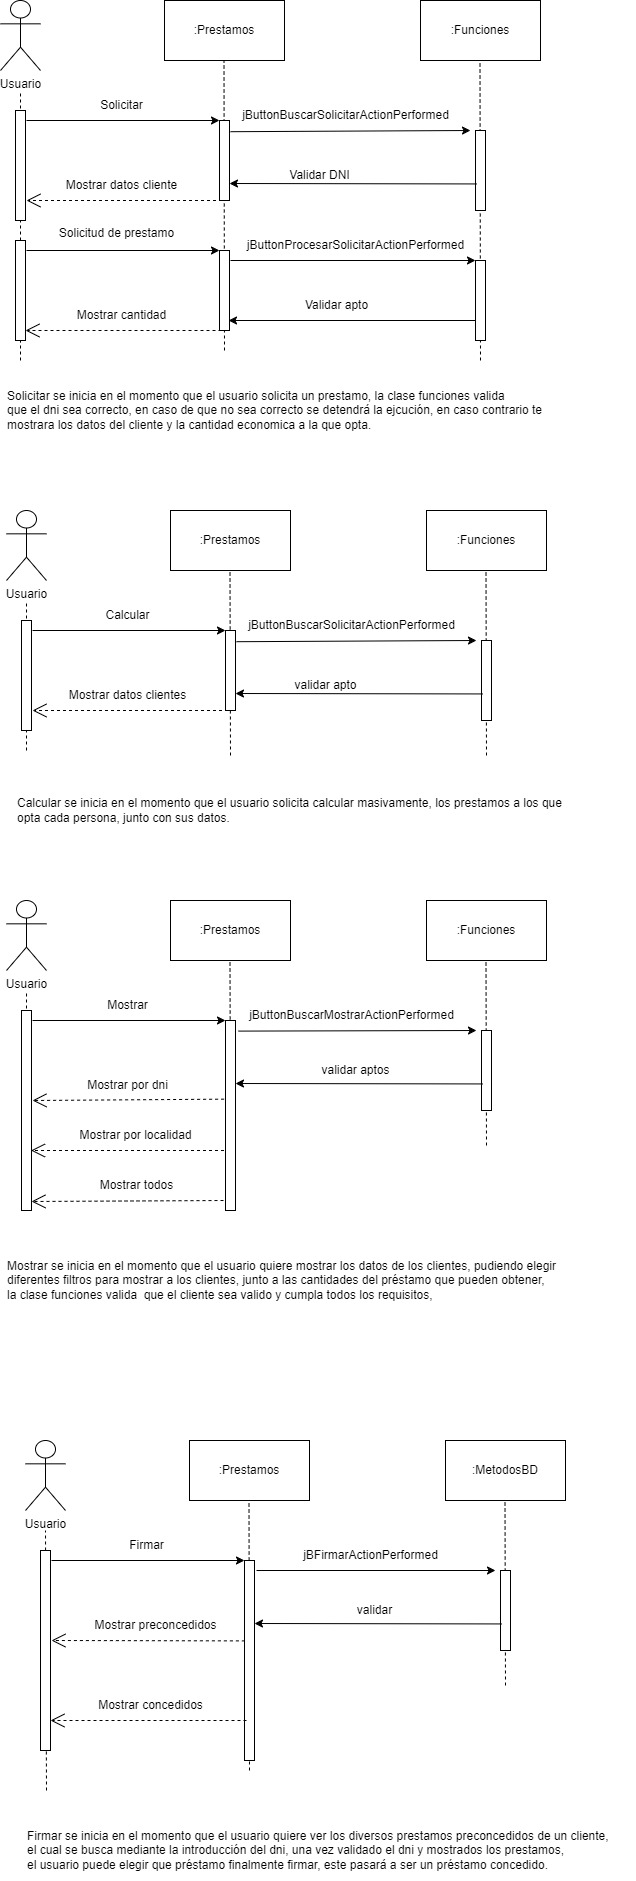 :Prestamos
:Funciones
Usuario
Solicitar
jButtonBuscarSolicitarActionPerformed
Validar DNI
Mostrar datos cliente
Solicitud de prestamo
jButtonProcesarSolicitarActionPerformed
Validar apto
Mostrar cantidad
Solicitar se inicia en el momento que el usuario solicita un prestamo, la clase funciones valida
que el dni sea correcto, en caso de que no sea correcto se detendrá la ejcución, en caso contrario te
mostrara los datos del cliente y la cantidad economica a la que opta.
:Prestamos
:Funciones
Usuario
Calcular
jButtonBuscarSolicitarActionPerformed
validar apto
Mostrar datos clientes
Calcular se inicia en el momento que el usuario solicita calcular masivamente, los prestamos a los que
opta cada persona, junto con sus datos.
:Prestamos
:Funciones
Usuario
Mostrar
jButtonBuscarMostrarActionPerformed
validar aptos
Mostrar por dni
Mostrar por localidad
Mostrar todos
Mostrar se inicia en el momento que el usuario quiere mostrar los datos de los clientes, pudiendo elegir
diferentes filtros para mostrar a los clientes, junto a las cantidades del préstamo que pueden obtener,
la clase funciones valida  que el cliente sea valido y cumpla todos los requisitos,
:Prestamos
:MetodosBD
Usuario
Firmar
jBFirmarActionPerformed
validar
Mostrar preconcedidos
Mostrar concedidos
Firmar se inicia en el momento que el usuario quiere ver los diversos prestamos preconcedidos de un cliente,
el cual se busca mediante la introducción del dni, una vez validado el dni y mostrados los prestamos,
el usuario puede elegir que préstamo finalmente firmar, este pasará a ser un préstamo concedido.